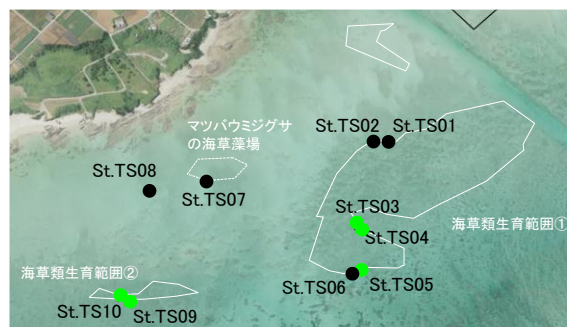 マツバウミジグサ
の海草藻場
St.TS02
St.TS01
St.TS08
St.TS07
St.TS03
St.TS04
海草類生育範囲①
海草類生育範囲②
St.TS06
St.TS05
St.TS10
St.TS09